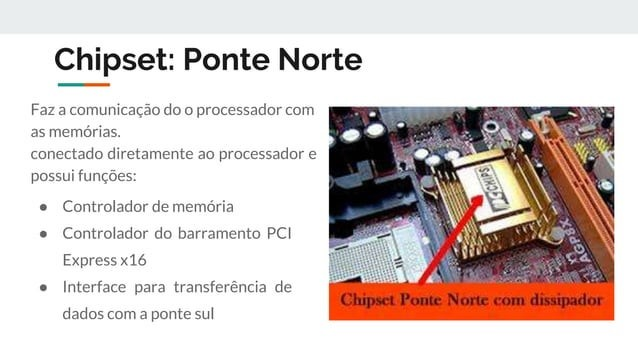 Chipset: Ponte Norte
Faz a comunicação do o processador com
as memórias.
conectado diretamente ao processador e
possui funções:
● Controlador de memória
● Controlador do barramento PCI
Express x16
● Interface para transferência de
dados com a ponte sul
CHIPS
AGP8X
Chipset Ponte Norte com dissipador